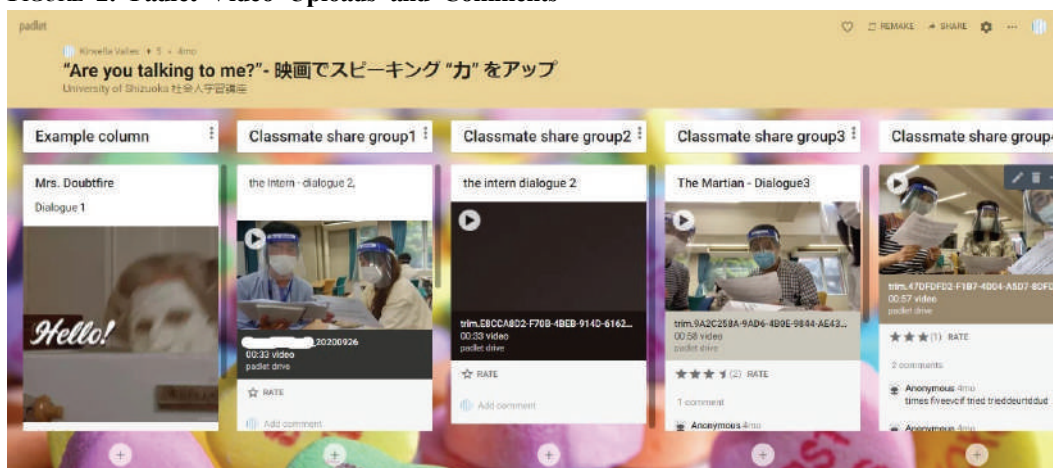 FIGURE 2. Padlet Video Uploads and Comments
padlet
REMAKE
SHARE
Kinsella Valies + 5 • 4mo
“Are you talking to me?”- 映画でスピーキング “力” をアップ
University of Shizuoka 社会人学習講座
Example column
Mrs. Doubtfire
Dialogue 1
Hello!
Classmate share group1
the Intern - dialogue 2,
_20200926
00:33 video
padlet drive
RATE
Add comment
Classmate share group2
the intern dialogue 2
00:33 video
padlet drive
RATE
Add comment
Classmate share group3
The Martian - Dialogue3
00:58 video
padlet drive
(2) RATE
1 comment
Anonymous 4mo
Classmate share group
00:57 video
padlet drive
(1) RATE
2 comments
Anonymous 4mo
Anonymous 4mo